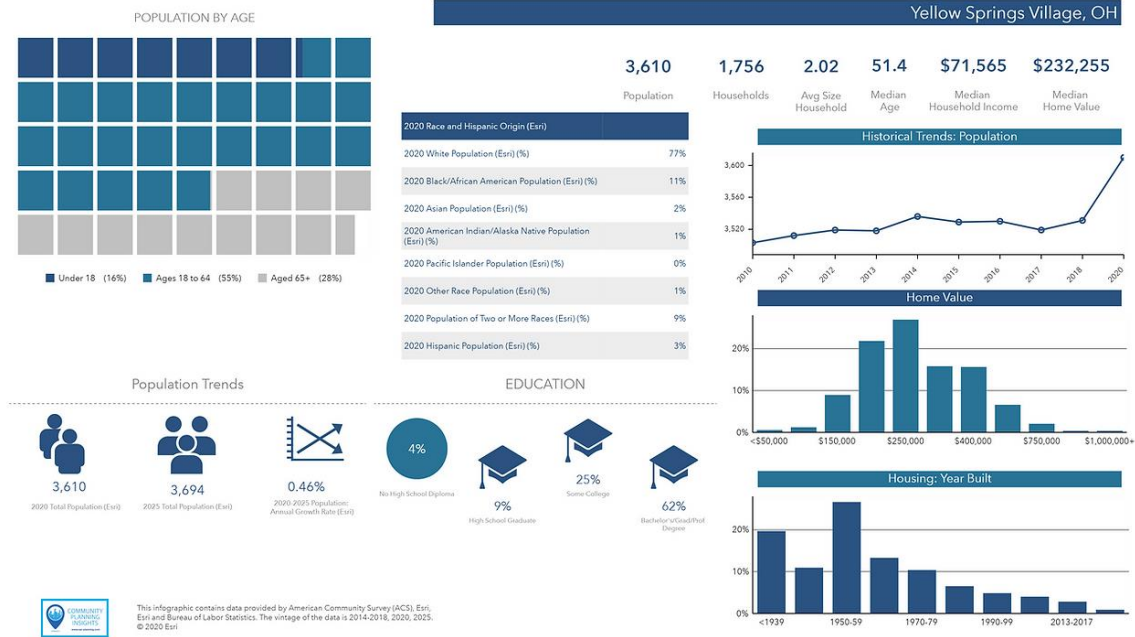 POPULATION BY AGE
Yellow Springs Village, OH
3,610
1,756
2.02
51.4
$71,565
$232,255
Population
Households
Avg Size
Household
Median
Age
Median
Household Income
Median
Home Value
Under 18 (16%)
Ages 18 to 64 (55%)
Aged 65+ (28%)
2020 Race and Hispanic Origin (Esri)
2020 White Population (Esri) (%) 77%
2020 Black/African American Population (Esri) (%) 11%
2020 Asian Population (Esri) (%) 2%
2020 American Indian/Alaska Native Population
(Esri) (%) 1%
2020 Pacific Islander Population (Esri) (%) 0%
2020 Other Race Population (Esri) (%) 1%
2020 Population of Two or More Races (Esri) (%) 9%
2020 Hispanic Population (Esri) (%) 3%
Historical Trends: Population
3,600
3,560
3,520
2010
2011
2012
2013
2014
2015
2016
2017
2018
2020
Home Value
20%
10%
0%
<$50,000
$150,000
$250,000
$400,000
$750,000
$1,000,000+
Housing: Year Built
20%
10%
0%
<1939
1950-59
1970-79
1990-99
2013-2017
Population Trends
3,610
2020 Total Population (Esri)
3,694
2025 Total Population (Esri)
0.46%
2020-2025 Population:
Annual Growth Rate (Esri)
EDUCATION
4%
No High School Diploma
9%
High School Graduate
25%
Some College
62%
Bachelor's/Grad/Prof
Degree
COMMUNITY
PLANNING
INSIGHTS
This infographic contains data provided by American Community Survey (ACS), Esri,
Esri and Bureau of Labor Statistics. The vintage of the data is 2014-2018, 2020, 2025.
© 2020 Esri